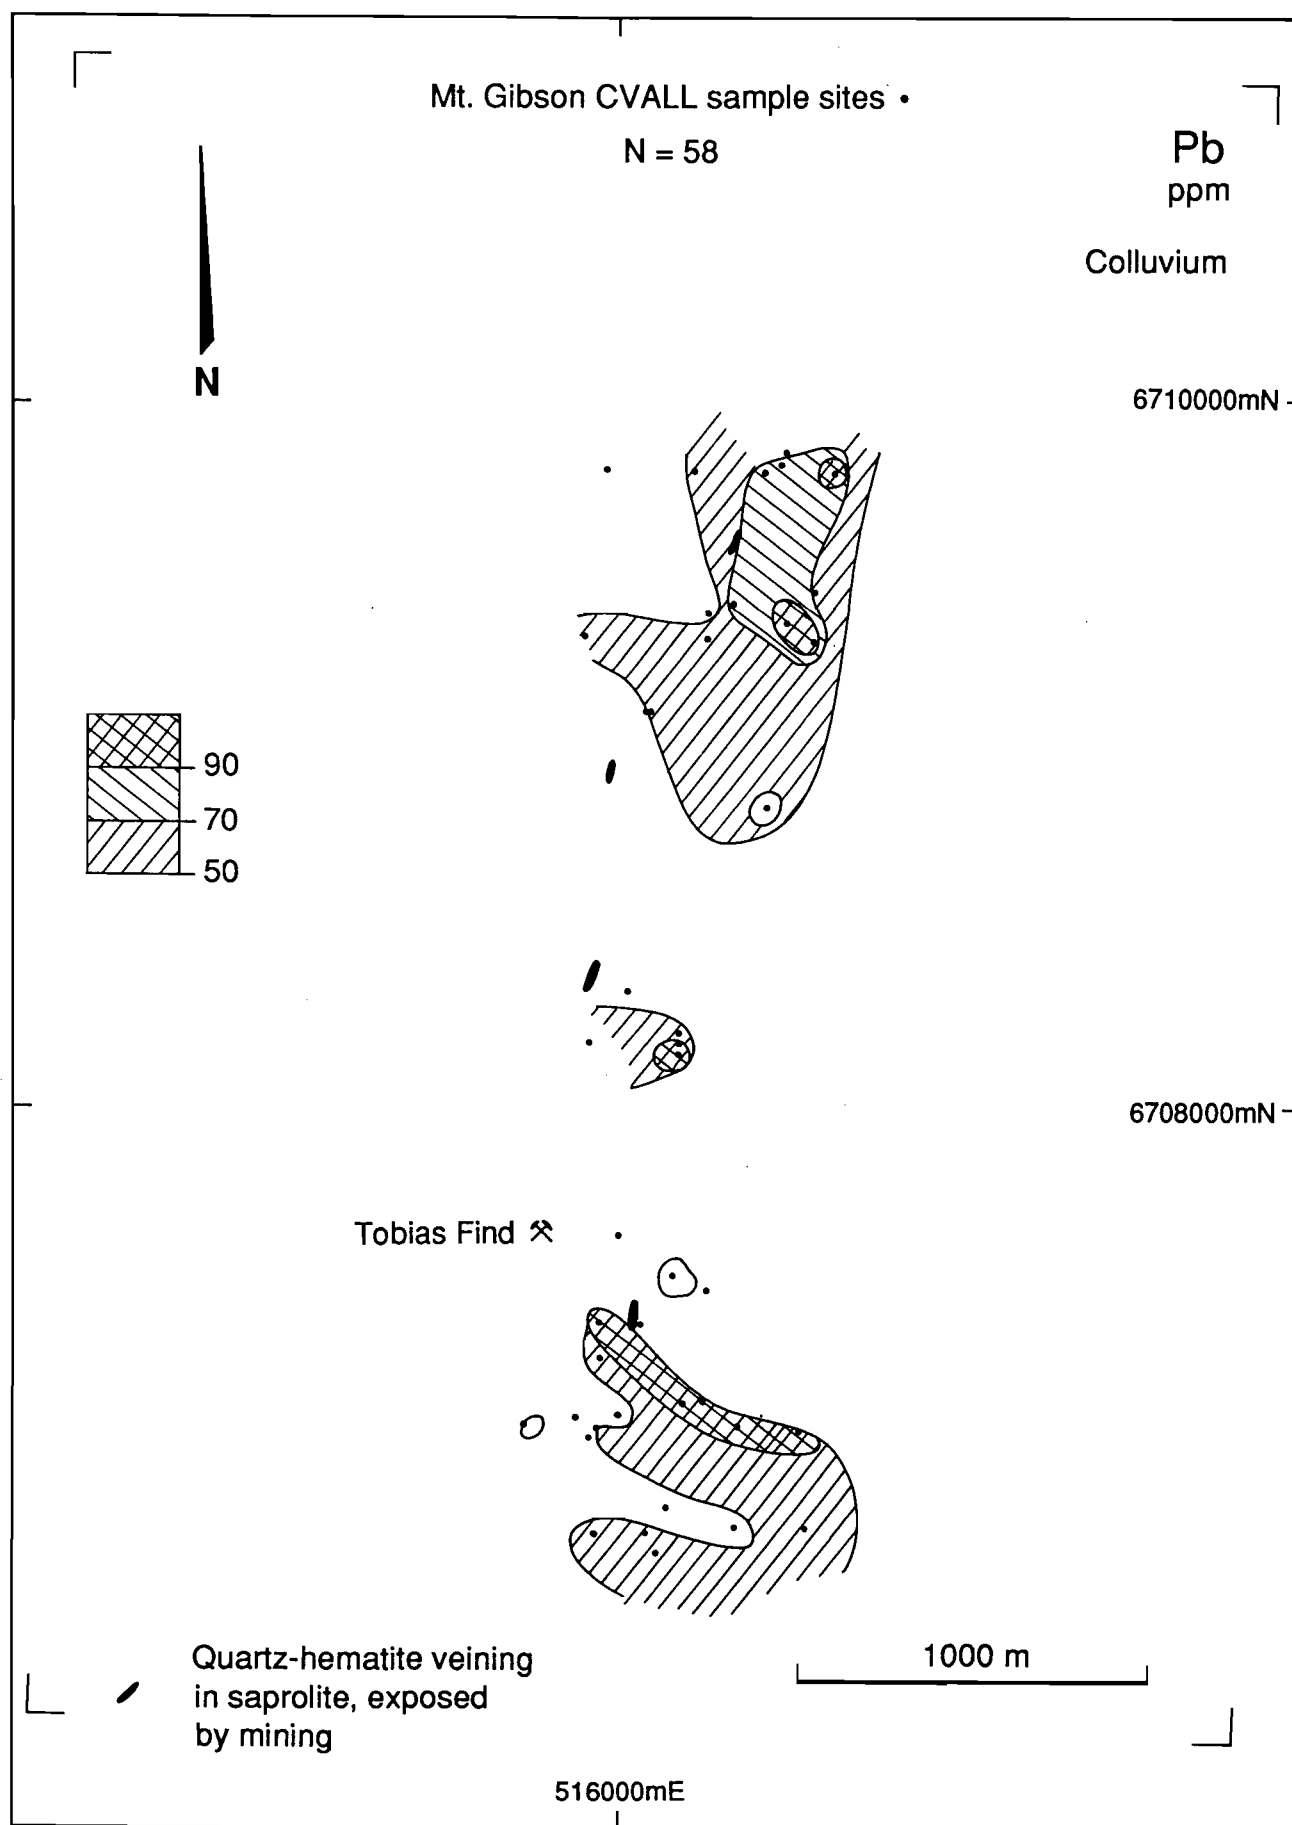 Mt. Gibson CVALL sample sites
N = 58
Pb
ppm
Colluvium
N
6710000mN
90
70
50
6708000mN
Tobias Find
Quartz-hematite veining
in saprolite, exposed
by mining
1000 m
516000mE